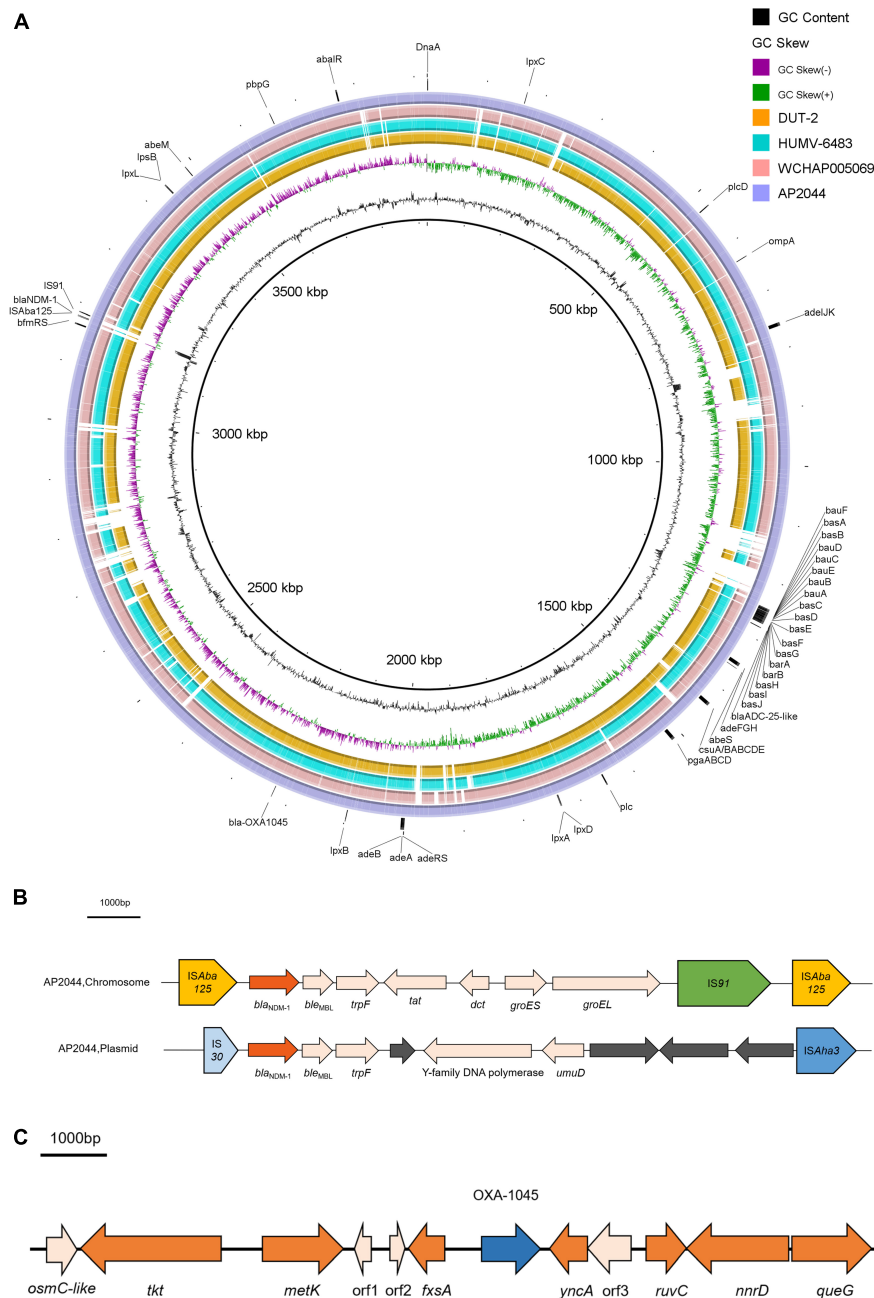 A
GC Content
GC Skew
GC Skew(-)
GC Skew(+)
DUT-2
HUMV-6483
WCHAP005069
AP2044
DnaA
lpxC
plcD
ompA
adeIJK
bauF
basA
basB
bauD
bauC
bauE
bauB
bauA
basC
basD
basE
basF
basG
barA
barB
basH
basI
basJ
blaADC-25-like
adeFGH
abeS
csuA/BABCDE
pgaABCD
plc
lpxD
lpxA
adeRS
adeA
adeB
lpxB
bla-OXA1045
bfmRS
ISAba125
blaNDM-1
IS91
lpxL
lpsB
abeM
pbpG
abaIR
500 kbp
1000 kbp
1500 kbp
2000 kbp
2500 kbp
3000 kbp
3500 kbp
B
1000bp
AP2044,Chromosome
ISAba
125
IS91
ISAba
125
blaNDM-1
bleMBL
trpF
tat
dct
groES
groEL
AP2044,Plasmid
IS
30
ISAha3
blaNDM-1
bleMBL
trpF
Y-family DNA polymerase
umuD
C
1000bp
OXA-1045
osmC-like
tkt
metK
orf1
orf2
fxsA
yncA
orf3
ruvC
nnrD
queG